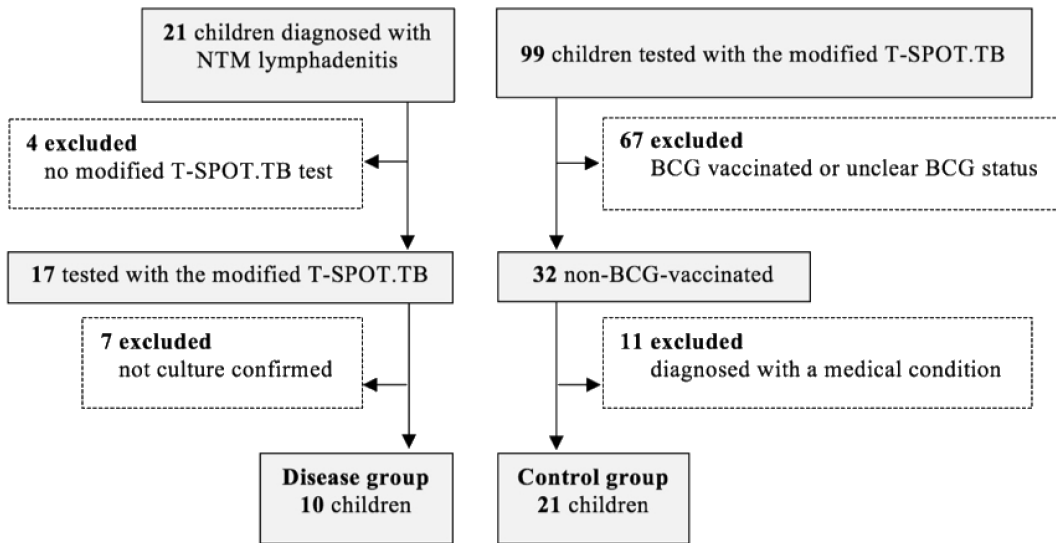 21 children diagnosed with
NTM lymphadenitis
4 excluded
no modified T-SPOT.TB test
17 tested with the modified T-SPOT.TB
7 excluded
not culture confirmed
Disease group
10 children
99 children tested with the modified T-SPOT.TB
67 excluded
BCG vaccinated or unclear BCG status
32 non-BCG-vaccinated
11 excluded
diagnosed with a medical condition
Control group
21 children